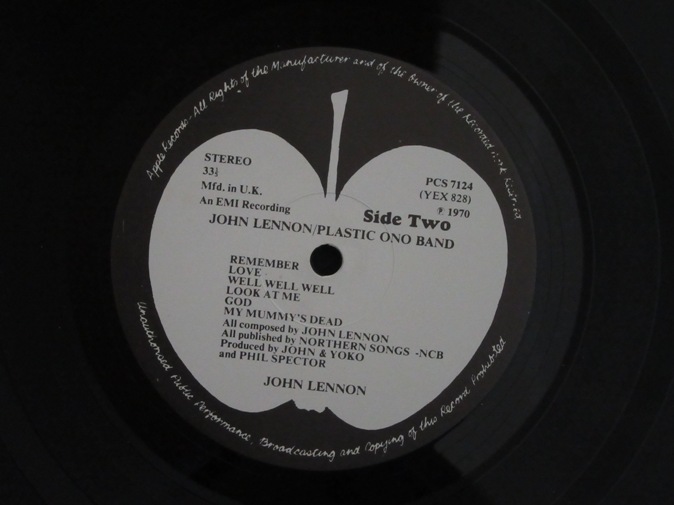 Apple Records. All Rights of the Manufacturer and of the Owner of the Recorded Work Reserved
STEREO
33⅓
Mfd. in U.K.
An EMI Recording
PCS 7124
(YEX 828)
℗ 1970
Side Two
JOHN LENNON/PLASTIC ONO BAND
REMEMBER
LOVE
WELL WELL WELL
LOOK AT ME
GOD
MY MUMMY'S DEAD
All composed by JOHN LENNON
All published by NORTHERN SONGS -NCB
Produced by JOHN & YOKO
and PHIL SPECTOR
JOHN LENNON
Unauthorised Public Performance, Broadcasting and Copying of this Record Prohibited